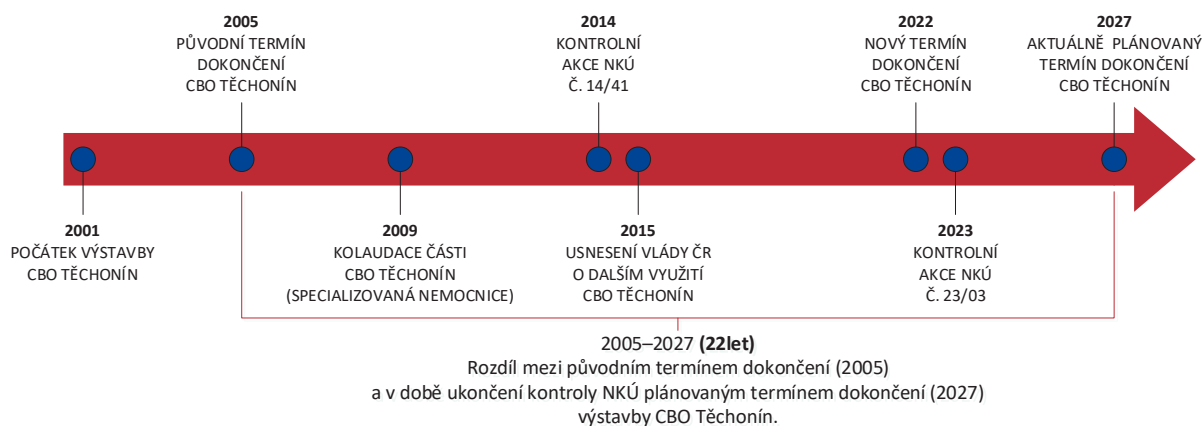 2005
PŮVODNÍ TERMÍN
DOKONČENÍ
CBO TĚCHONÍN
2014
KONTROLNÍ
AKCE NKÚ
Č. 14/41
2022
NOVÝ TERMÍN
DOKONČENÍ
CBO TĚCHONÍN
2027
AKTUÁLNĚ PLÁNOVANÝ
TERMÍN DOKONČENÍ
CBO TĚCHONÍN
2001
POČÁTEK VÝSTAVBY
CBO TĚCHONÍN
2009
KOLAUDACE ČÁSTI
CBO TĚCHONÍN
(SPECIALIZOVANÁ NEMOCNICE)
2015
USNESENÍ VLÁDY ČR
O DALŠÍM VYUŽITÍ
CBO TĚCHONÍN
2023
KONTROLNÍ
AKCE NKÚ
Č. 23/03
2005–2027 (22let)
Rozdíl mezi původním termínem dokončení (2005)
a v době ukončení kontroly NKÚ plánovaným termínem dokončení (2027)
výstavby CBO Těchonín.